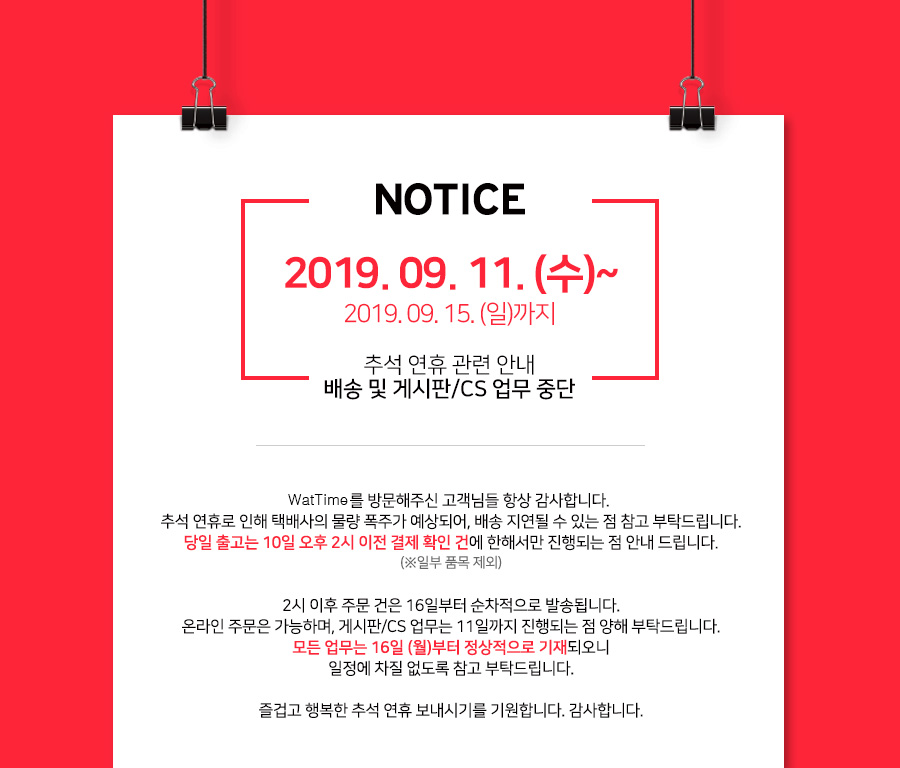 NOTICE
2019. 09. 11. (수)~
2019. 09. 15. (일)까지
추석 연휴 관련 안내
배송 및 게시판/CS 업무 중단
WatTime를 방문해주신 고객님들 항상 감사합니다.
추석 연휴로 인해 택배사의 물량 폭주가 예상되어, 배송 지연될 수 있는 점 참고 부탁드립니다.
당일 출고는 10일 오후 2시 이전 결제 확인 건에 한해서만 진행되는 점 안내 드립니다.
(※일부 품목 제외)
2시 이후 주문 건은 16일부터 순차적으로 발송됩니다.
온라인 주문은 가능하며, 게시판/CS 업무는 11일까지 진행되는 점 양해 부탁드립니다.
모든 업무는 16일 (월)부터 정상적으로 기재되오니
일정에 차질 없도록 참고 부탁드립니다.
즐겁고 행복한 추석 연휴 보내시기를 기원합니다. 감사합니다.